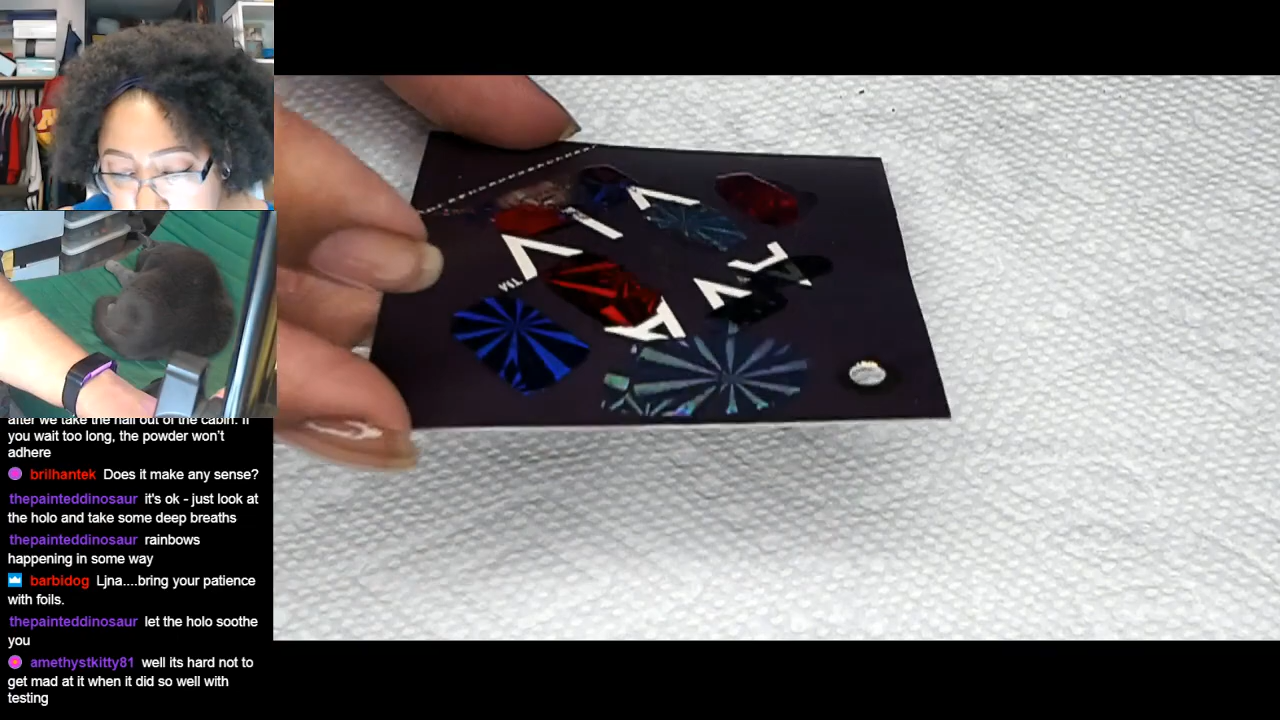 after we take the nail out of the cabin. If
you wait too long, the powder won't
adhere
brilhantek Does it make any sense?
thepainteddinosaur it's ok - just look at
the holo and take some deep breaths
thepainteddinosaur rainbows
happening in some way
barbidog Ljna....bring your patience
with foils.
thepainteddinosaur let the holo soothe
you
amethystkitty81 well its hard not to
get mad at it when it did so well with
testing
VIVA
TM